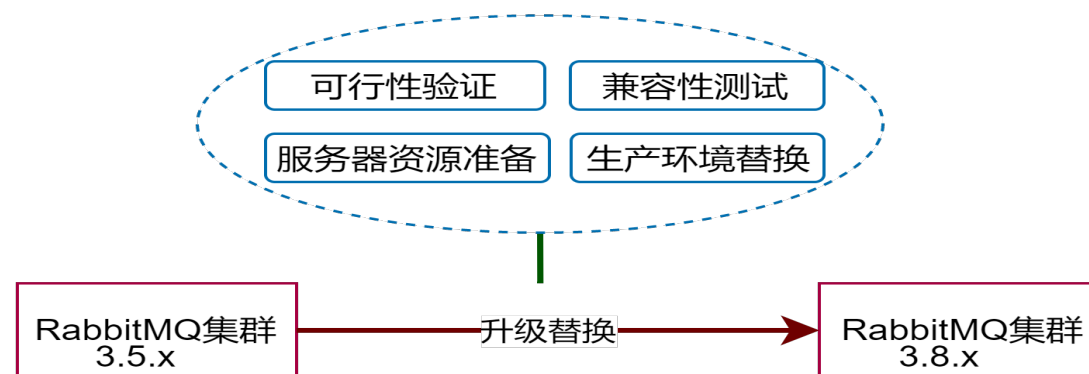 可行性验证
兼容性测试
服务器资源准备
生产环境替换
RabbitMQ集群
3.5.x
升级替换
RabbitMQ集群
3.8.x